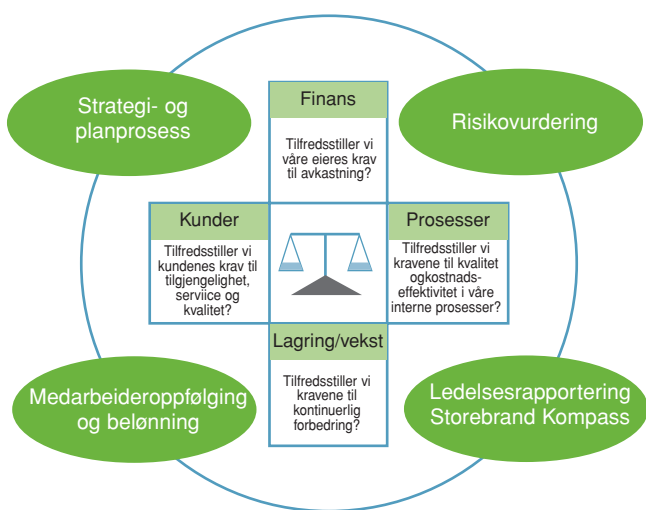 Strategi- og
planprosess
Finans
Tilfredsstiller vi
våre eieres krav
til avkastning?
Risikovurdering
Kunder
Tilfredsstiller vi
kundenes krav til
tilgjengelighet,
serviice og
kvalitet?
Prosesser
Tilfredsstiller vi
kravene til kvalitet
ogkostnads-
effektivitet i våre
interne prosesser?
Lagring/vekst
Tilfredsstiller vi
kravene til
kontinuerlig
forbedring?
Medarbeideroppfølging
og belønning
Ledelsesrapportering
Storebrand Kompass